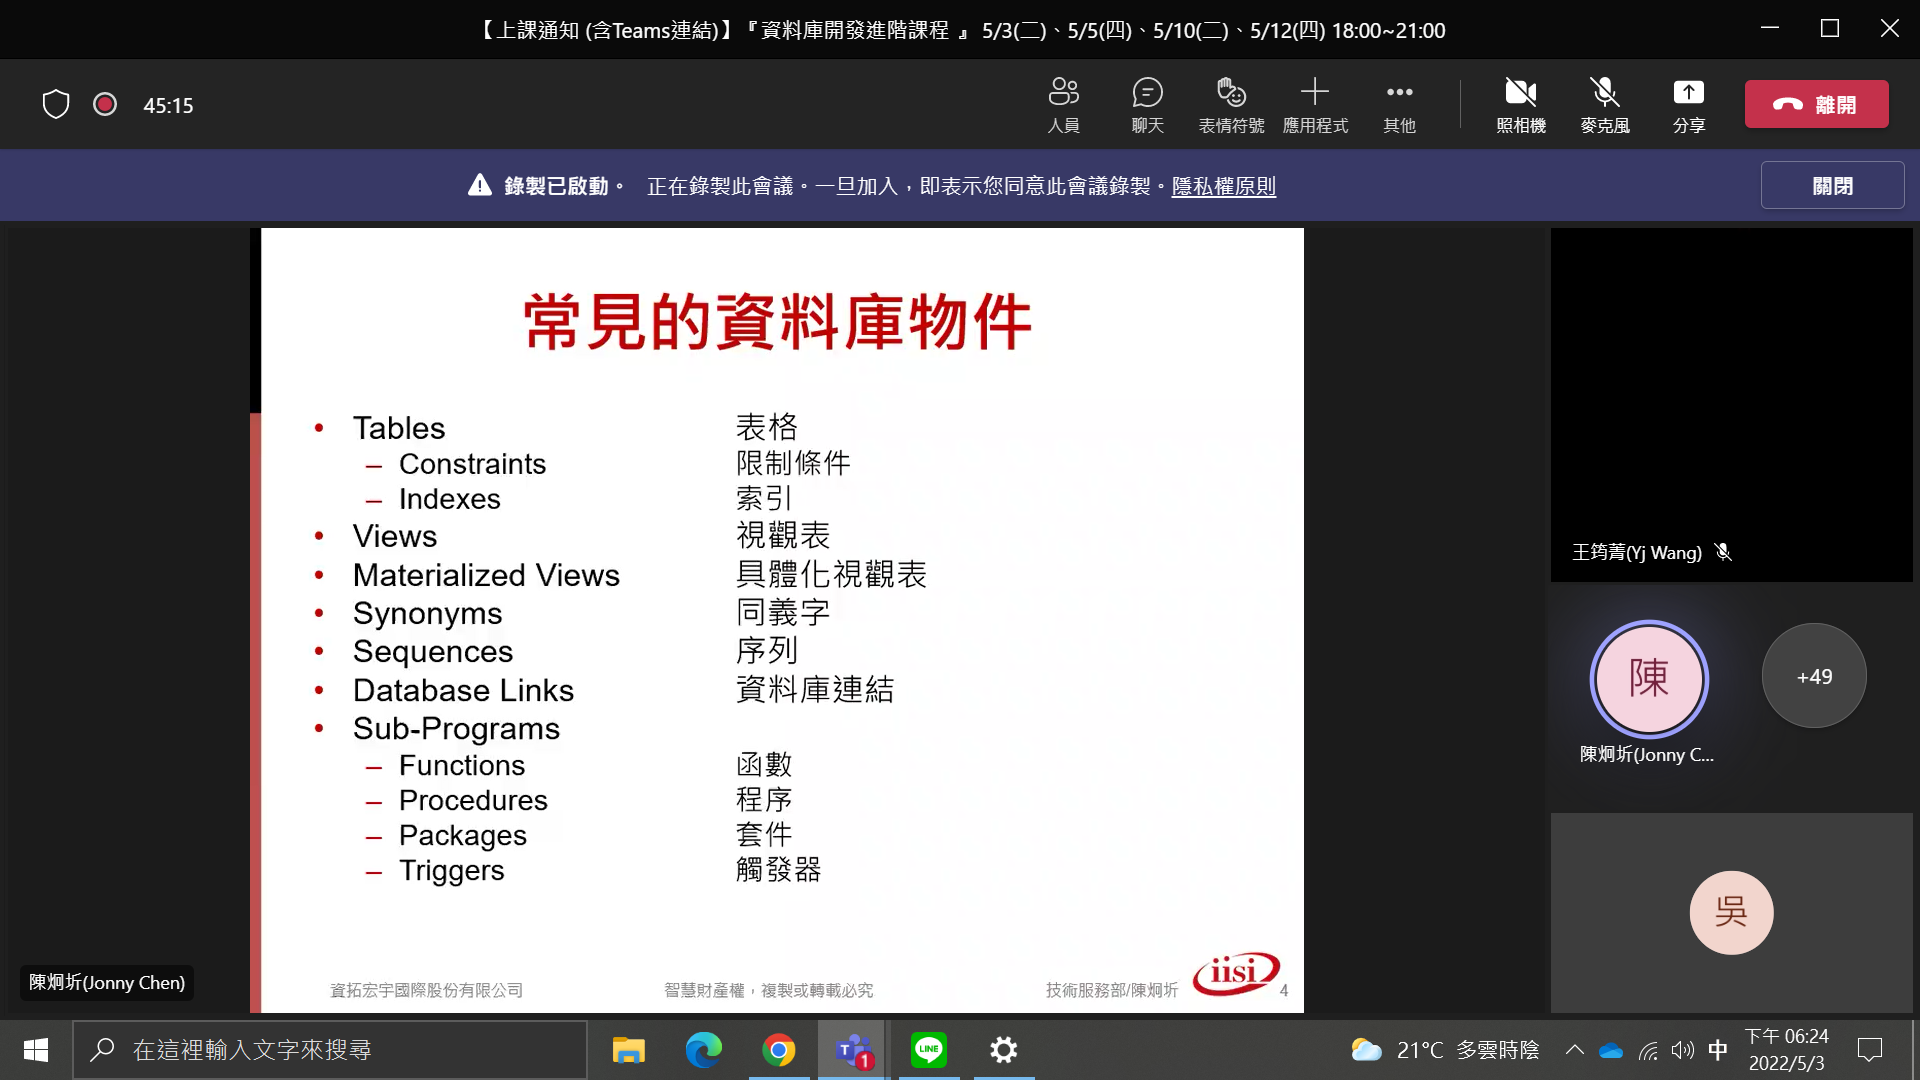 【上課通知 (含Teams連結)】『資料庫開發進階課程 』 5/3(二)、5/5(四)、5/10(二)、5/12(四) 18:00~21:00
45:15
人員
聊天
表情符號
應用程式
其他
照相機
麥克風
分享
離開
錄製已啟動。 正在錄製此會議。一旦加入，即表示您同意此會議錄製。隱私權原則
關閉
常見的資料庫物件
• Tables 表格
– Constraints 限制條件
– Indexes 索引
• Views 視觀表
• Materialized Views 具體化視觀表
• Synonyms 同義字
• Sequences 序列
• Database Links 資料庫連結
• Sub-Programs
– Functions 函數
– Procedures 程序
– Packages 套件
– Triggers 觸發器
資拓宏宇國際股份有限公司
智慧財產權，複製或轉載必究
技術服務部/陳炯圻
iisi
4
陳炯圻(Jonny Chen)
王筠菁(Yj Wang)
陳
+49
陳炯圻(Jonny C...
吳
在這裡輸入文字來搜尋
T
1
LINE
21°C 多雲時陰
中
下午 06:24
2022/5/3